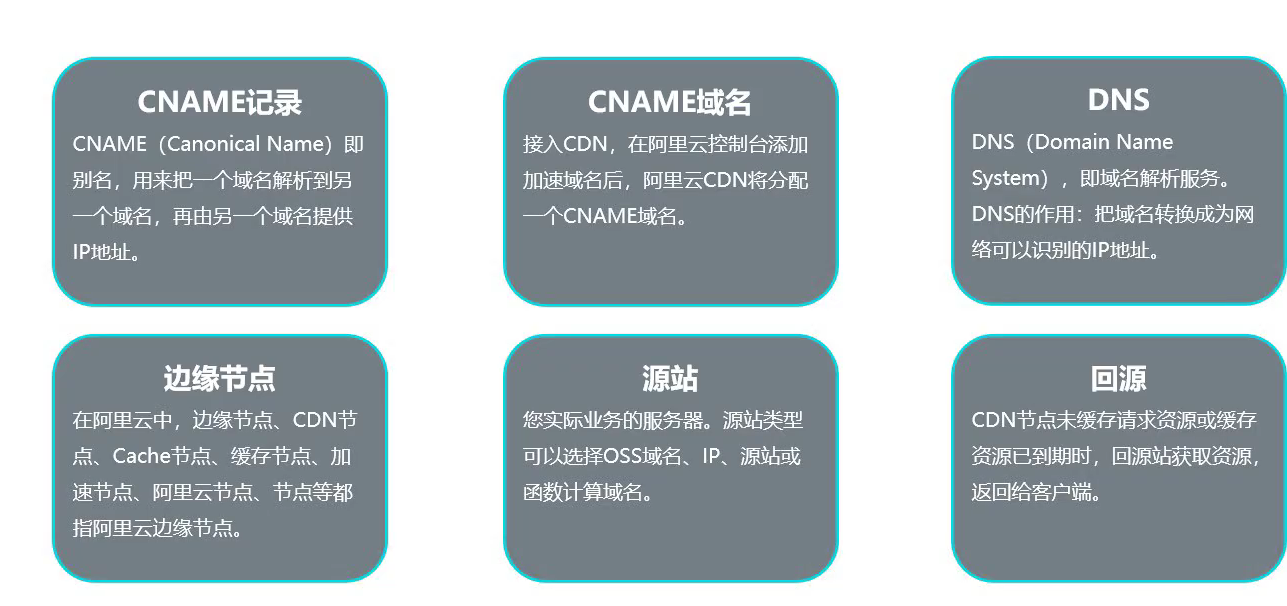 CNAME记录
CNAME（Canonical Name）即
别名，用来把一个域名解析到另
一个域名，再由另一个域名提供
IP地址。
CNAME域名
接入CDN，在阿里云控制台添加
加速域名后，阿里云CDN将分配
一个CNAME域名。
DNS
DNS（Domain Name
System），即域名解析服务。
DNS的作用：把域名转换成为网
络可以识别的IP地址。
边缘节点
在阿里云中，边缘节点、CDN节
点、Cache节点、缓存节点、加
速节点、阿里云节点、节点等都
指阿里云边缘节点。
源站
您实际业务的服务器。源站类型
可以选择OSS域名、IP、源站或
函数计算域名。
回源
CDN节点未缓存请求资源或缓存
资源已到期时，回源站获取资源，
返回给客户端。